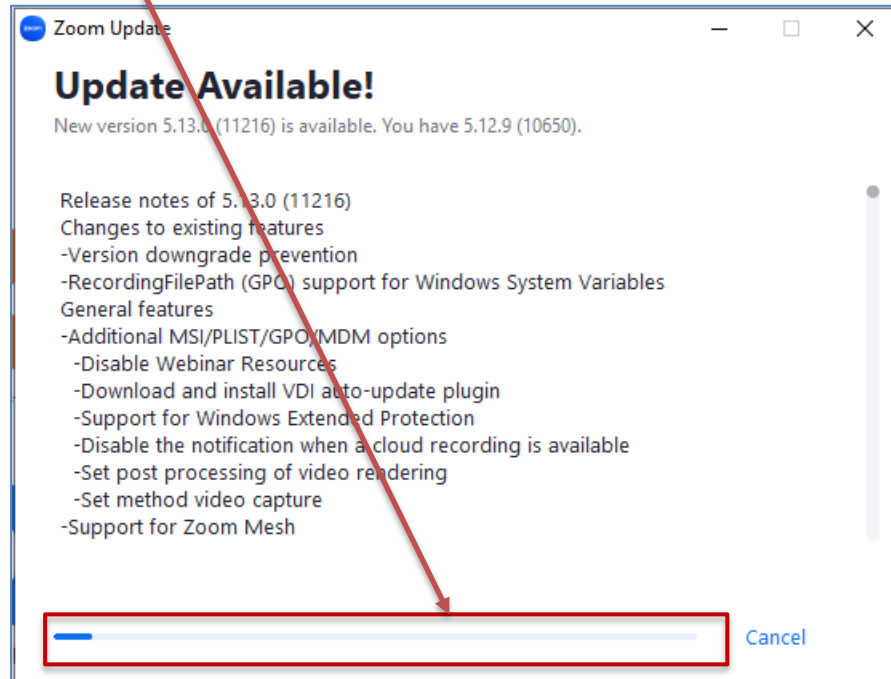 zoom
Zoom Update
Update Available!
New version 5.13.0 (11216) is available. You have 5.12.9 (10650).
Release notes of 5.13.0 (11216)
Changes to existing features
-Version downgrade prevention
-RecordingFilePath (GPO) support for Windows System Variables
General features
-Additional MSI/PLIST/GPO/MDM options
-Disable Webinar Resources
-Download and install VDI auto-update plugin
-Support for Windows Extended Protection
-Disable the notification when a cloud recording is available
-Set post processing of video rendering
-Set method video capture
-Support for Zoom Mesh
Cancel